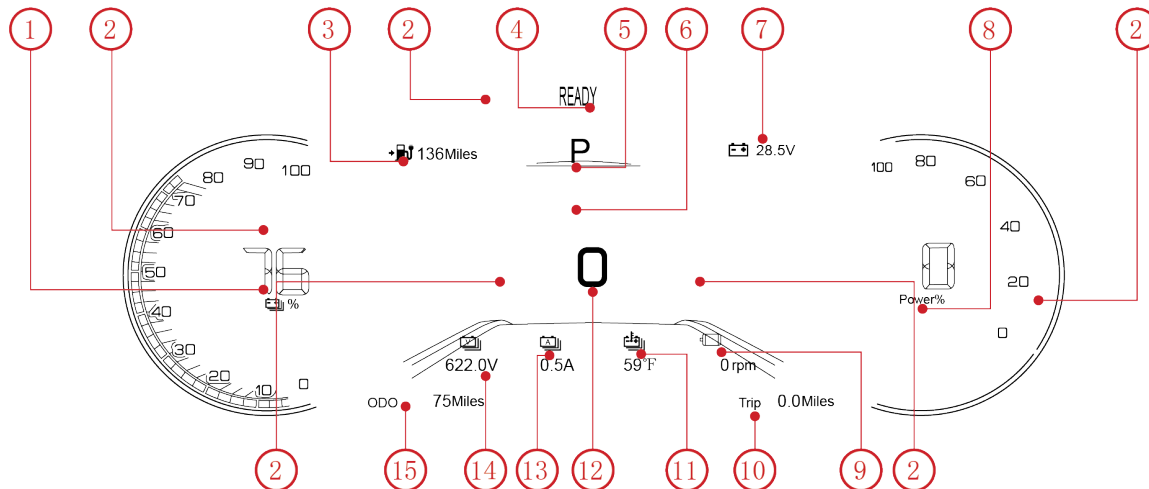 1 2 3 2 4 5 6 7 8 2
READY
136Miles P 28.5V
90 100 100 80
80 60
70
60 40
50 76 0 0 20
% Power%
40 0
V A
30 622.0V 0.5A 59°F 0rpm
20 10 0
ODO 75Miles Trip 0.0Miles
2 15 14 13 12 11 10 9 2